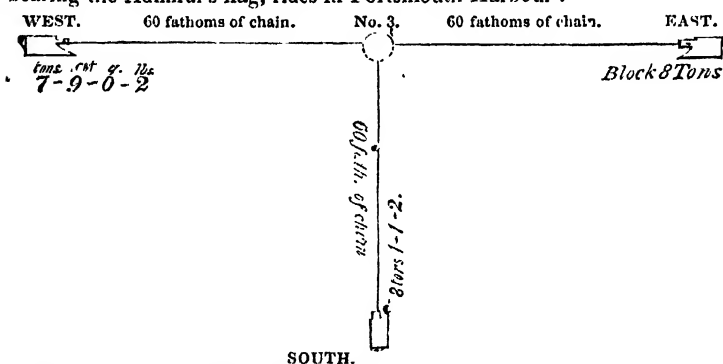 bearing the Admiral's flag, rides in Portsmouth Harbour:
WEST. 60 fathoms of chain. No. 3. 60 fathoms of chain. EAST.
tons cwt q. lbs
7-9-0-2
Block 8 Tons
60 fath. of chain
8 tons 1-1-2.
SOUTH.